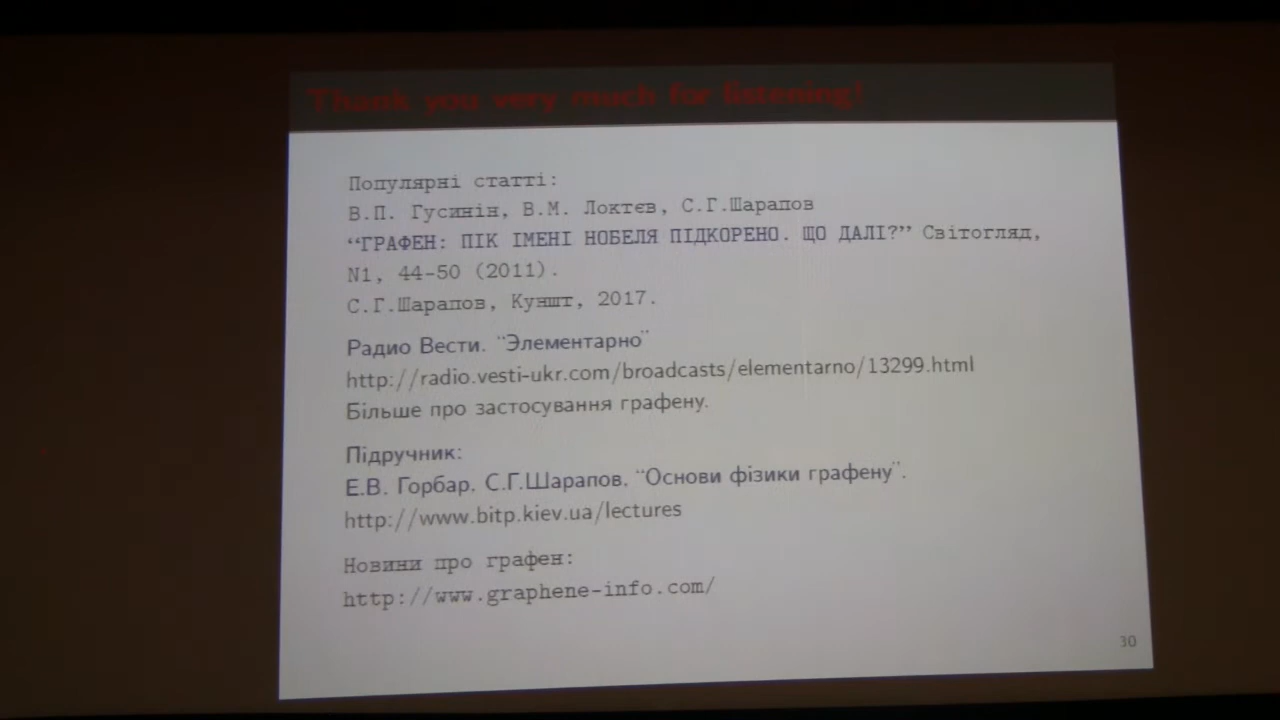 Thank you very much for listening!
Популярні статті:
В.П. Гусинін, В.М. Локтєв, С.Г.Шарапов
“ГРАФЕН: ПІК ІМЕНІ НОБЕЛЯ ПІДКОРЕНО. ЩО ДАЛІ?” Світогляд,
N1, 44-50 (2011).
С.Г.Шарапов, Куншт, 2017.
Радио Вести. ¨Элементарно¨
http://radio.vesti-ukr.com/broadcasts/elementarno/13299.html
Більше про застосування графену.
Підручник:
Е.В. Горбар, С.Г.Шарапов, “Основи фізики графену”.
http://www.bitp.kiev.ua/lectures
Новини про графен:
http://www.graphene-info.com/
30